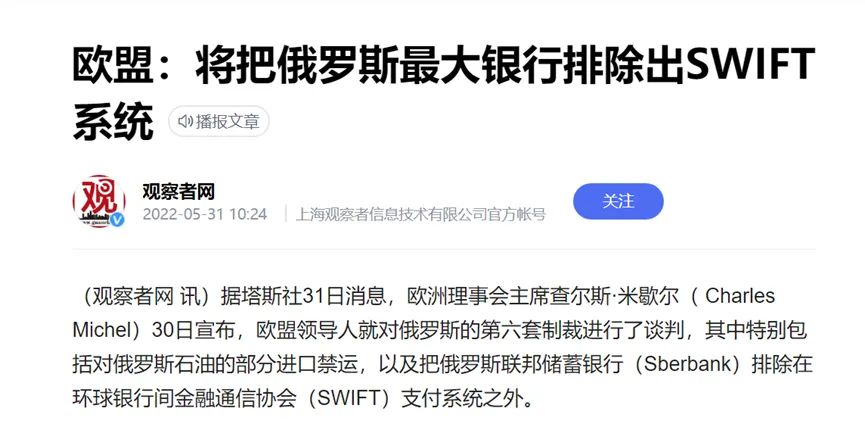 欧盟：将把俄罗斯最大银行排除出SWIFT
系统 播报文章
观察者网
2022-05-31 10:24 上海观察者信息技术有限公司官方帐号 关注
（观察者网 讯）据塔斯社31日消息，欧洲理事会主席查尔斯·米歇尔（ Charles
Michel）30日宣布，欧盟领导人就对俄罗斯的第六套制裁进行了谈判，其中特别包
括对俄罗斯石油的部分进口禁运，以及把俄罗斯联邦储蓄银行（Sberbank）排除在
环球银行间金融通信协会（SWIFT）支付系统之外。